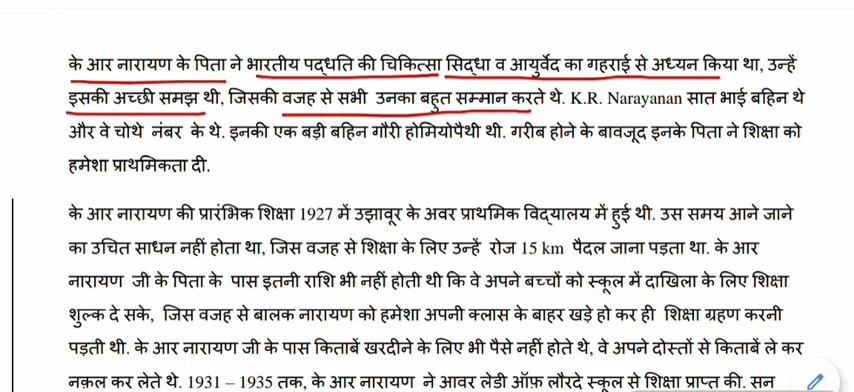 के आर नारायण के पिता ने भारतीय पद्धति की चिकित्सा सिद्धा व आयुर्वेद का गहराई से अध्यन किया था, उन्हें
इसकी अच्छी समझ थी, जिसकी वजह से सभी उनका बहुत सम्मान करते थे. K.R. Narayanan सात भाई बहिन थे
और वे चोथे नंबर के थे. इनकी एक बड़ी बहिन गौरी होमियोपैथी थी. गरीब होने के बावजूद इनके पिता ने शिक्षा को
हमेशा प्राथमिकता दी.
के आर नारायण की प्रारंभिक शिक्षा 1927 में उझावूर के अवर प्राथमिक विद्यालय में हुई थी. उस समय आने जाने
का उचित साधन नहीं होता था, जिस वजह से शिक्षा के लिए उन्हें रोज 15 km पैदल जाना पड़ता था. के आर
नारायण जी के पिता के पास इतनी राशि भी नहीं होती थी कि वे अपने बच्चों को स्कूल में दाखिला के लिए शिक्षा
शुल्क दे सके, जिस वजह से बालक नारायण को हमेशा अपनी क्लास के बाहर खड़े हो कर ही शिक्षा ग्रहण करनी
पड़ती थी. के आर नारायण जी के पास किताबें खरदीने के लिए भी पैसे नहीं होते थे, वे अपने दोस्तों से किताबें ले कर
नक़ल कर लेते थे. 1931 – 1935 तक, के आर नारायण ने आवर लेडी ऑफ़ लौरदे स्कूल से शिक्षा प्राप्त की. सन